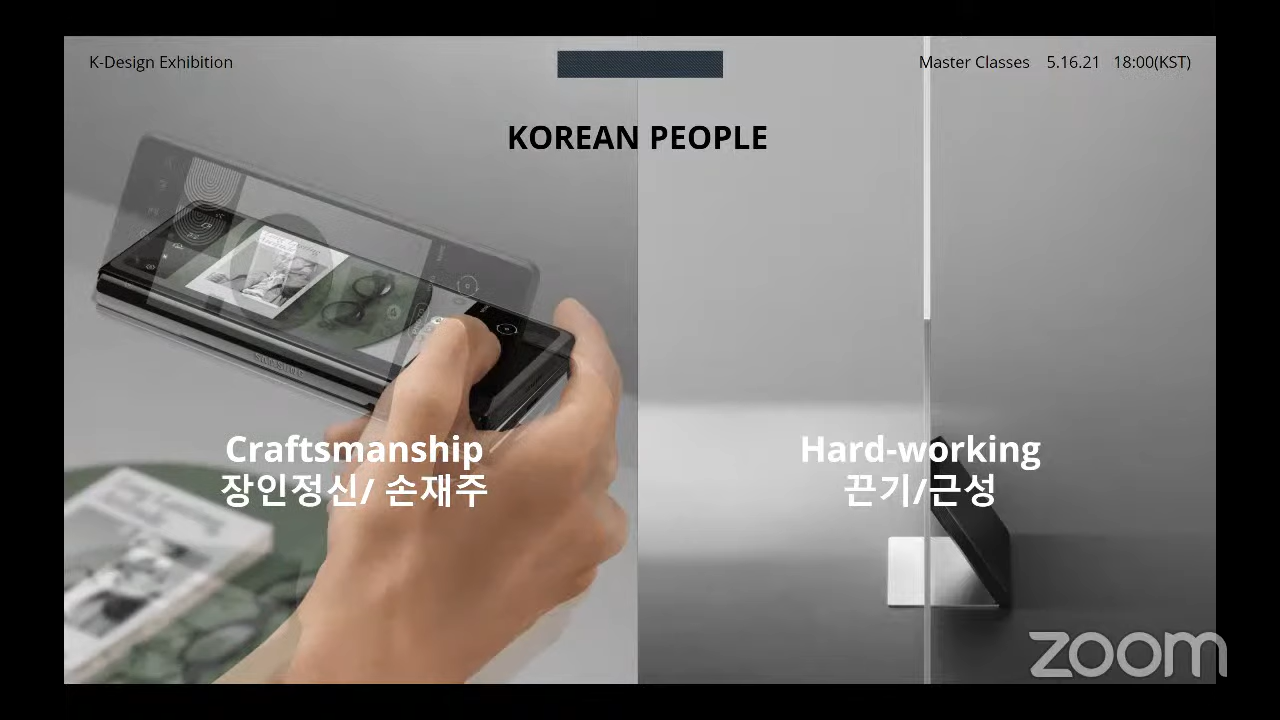 K-Design Exhibition
Master Classes 5.16.21 18:00(KST)
KOREAN PEOPLE
Craftsmanship
장인정신/ 손재주
Hard-working
끈기/근성
zoom